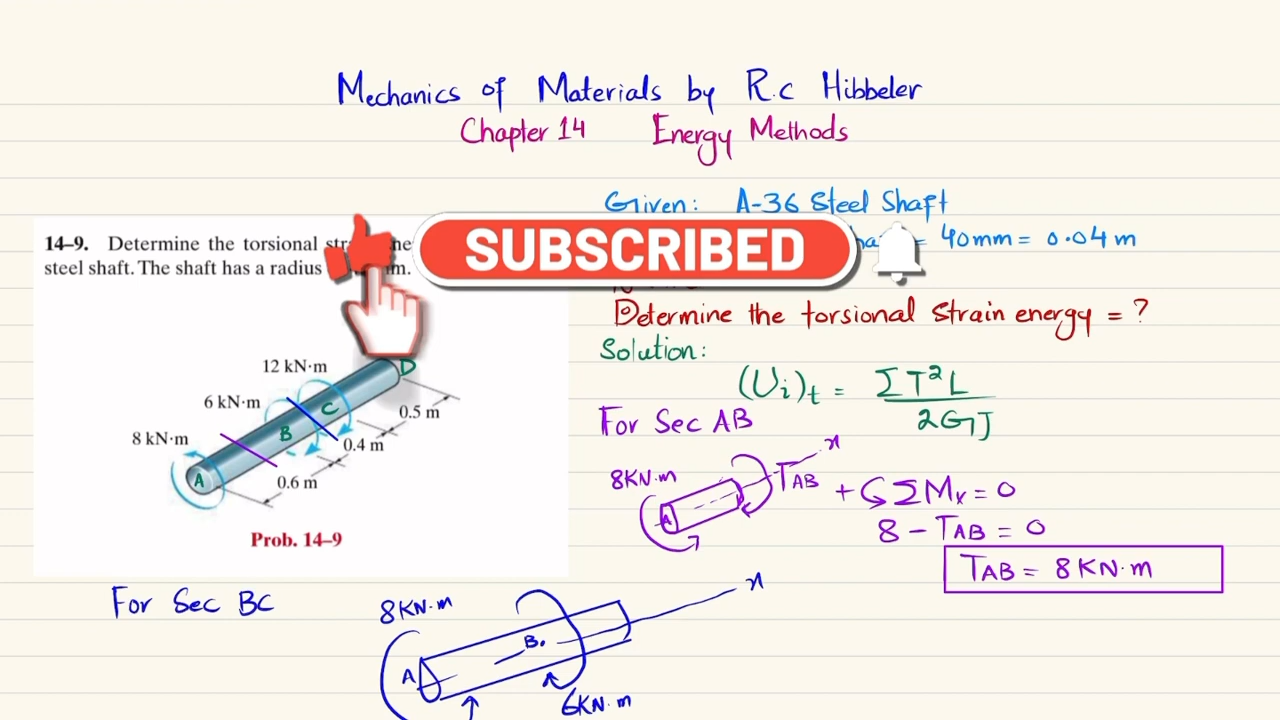 Mechanics of Materials by R.C Hibbeler
Chapter 14 Energy Methods
Given: A-36 Steel Shaft
= 40mm = 0.04 m
14–9. Determine the torsional
steel shaft. The shaft has a radius
SUBSCRIBED
Determine the torsional strain energy = ?
Solution:
(Ui)t = ΣT²L
2GJ
12 kN·m
6 kN·m
8 kN·m
A
B
C
D
0.5 m
0.4 m
0.6 m
Prob. 14–9
For Sec AB
8KN·m
A
TAB
x
+ ↺ ΣMx = 0
8 - TAB = 0
TAB = 8KN·m
For Sec BC
8KN·m
A
B.
x
6KN·m